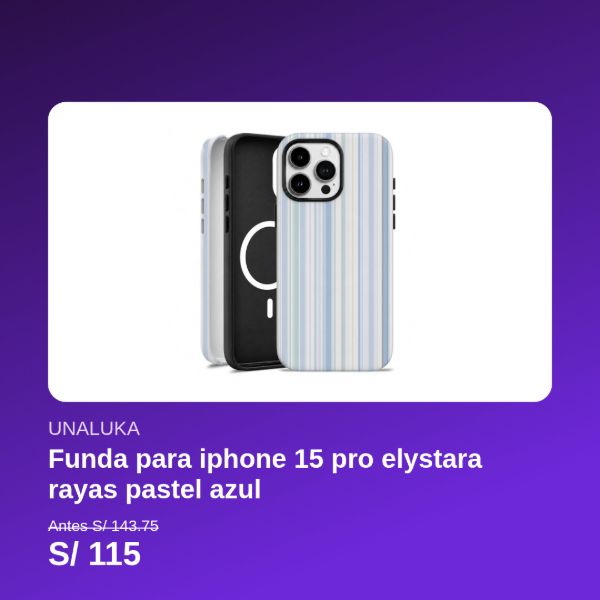 UNALUKA
Funda para iphone 15 pro elystara
rayas pastel azul
Antes S/ 143.75
S/ 115